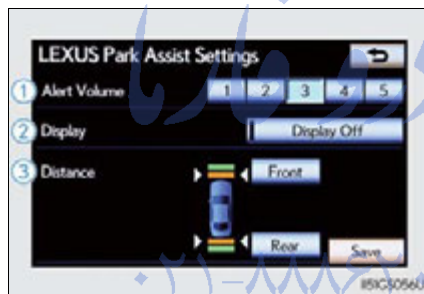 LEXUS Park Assist Settings
1 Alert Volume 1 2 3 4 5
2 Display Display Off
3 Distance Front
Rear Save
۰۲۱-